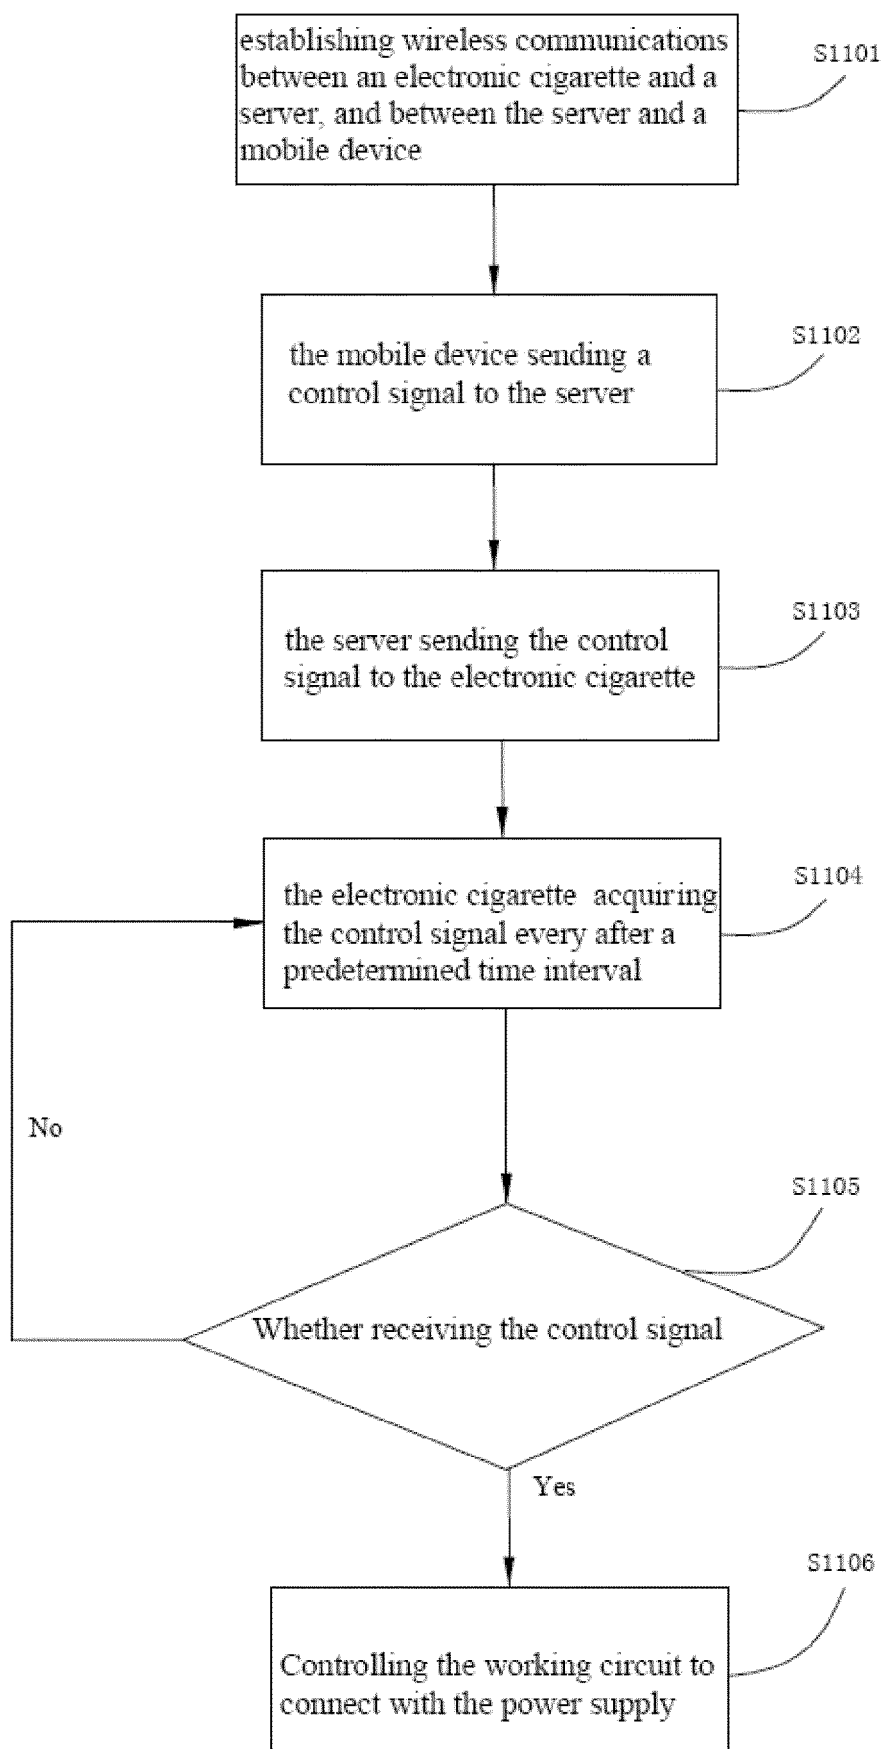 establishing wireless communications
between an electronic cigarette and a
server, and between the server and a
mobile device
S1101
the mobile device sending a
control signal to the server
S1102
the server sending the control
signal to the electronic cigarette
S1103
the electronic cigarette acquiring
the control signal every after a
predetermined time interval
S1104
No
S1105
Whether receiving the control signal
Yes
S1106
Controlling the working circuit to
connect with the power supply